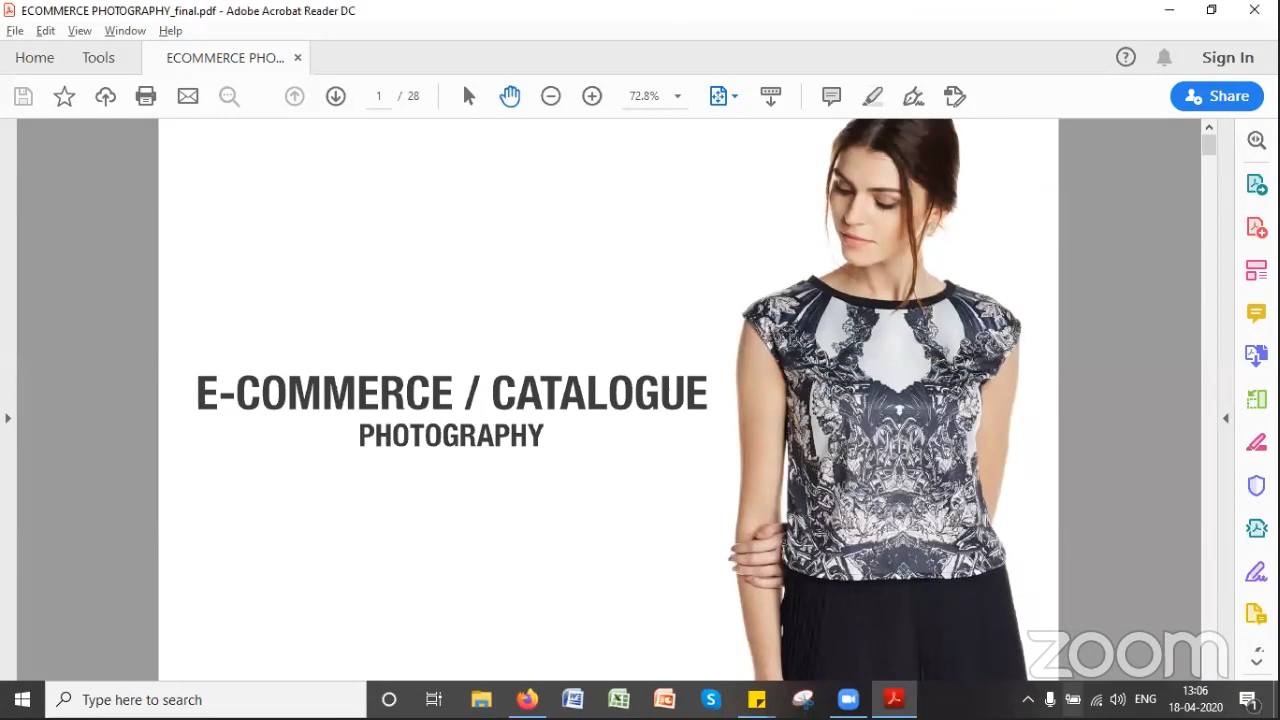 ECOMMERCE PHOTOGRAPHY_final.pdf - Adobe Acrobat Reader DC
File Edit View Window Help
Home Tools ECOMMERCE PHO... × Sign In
1 / 28 72.8% Share
E-COMMERCE / CATALOGUE
PHOTOGRAPHY
zoom
Type here to search
ENG 13:06
18-04-2020 1